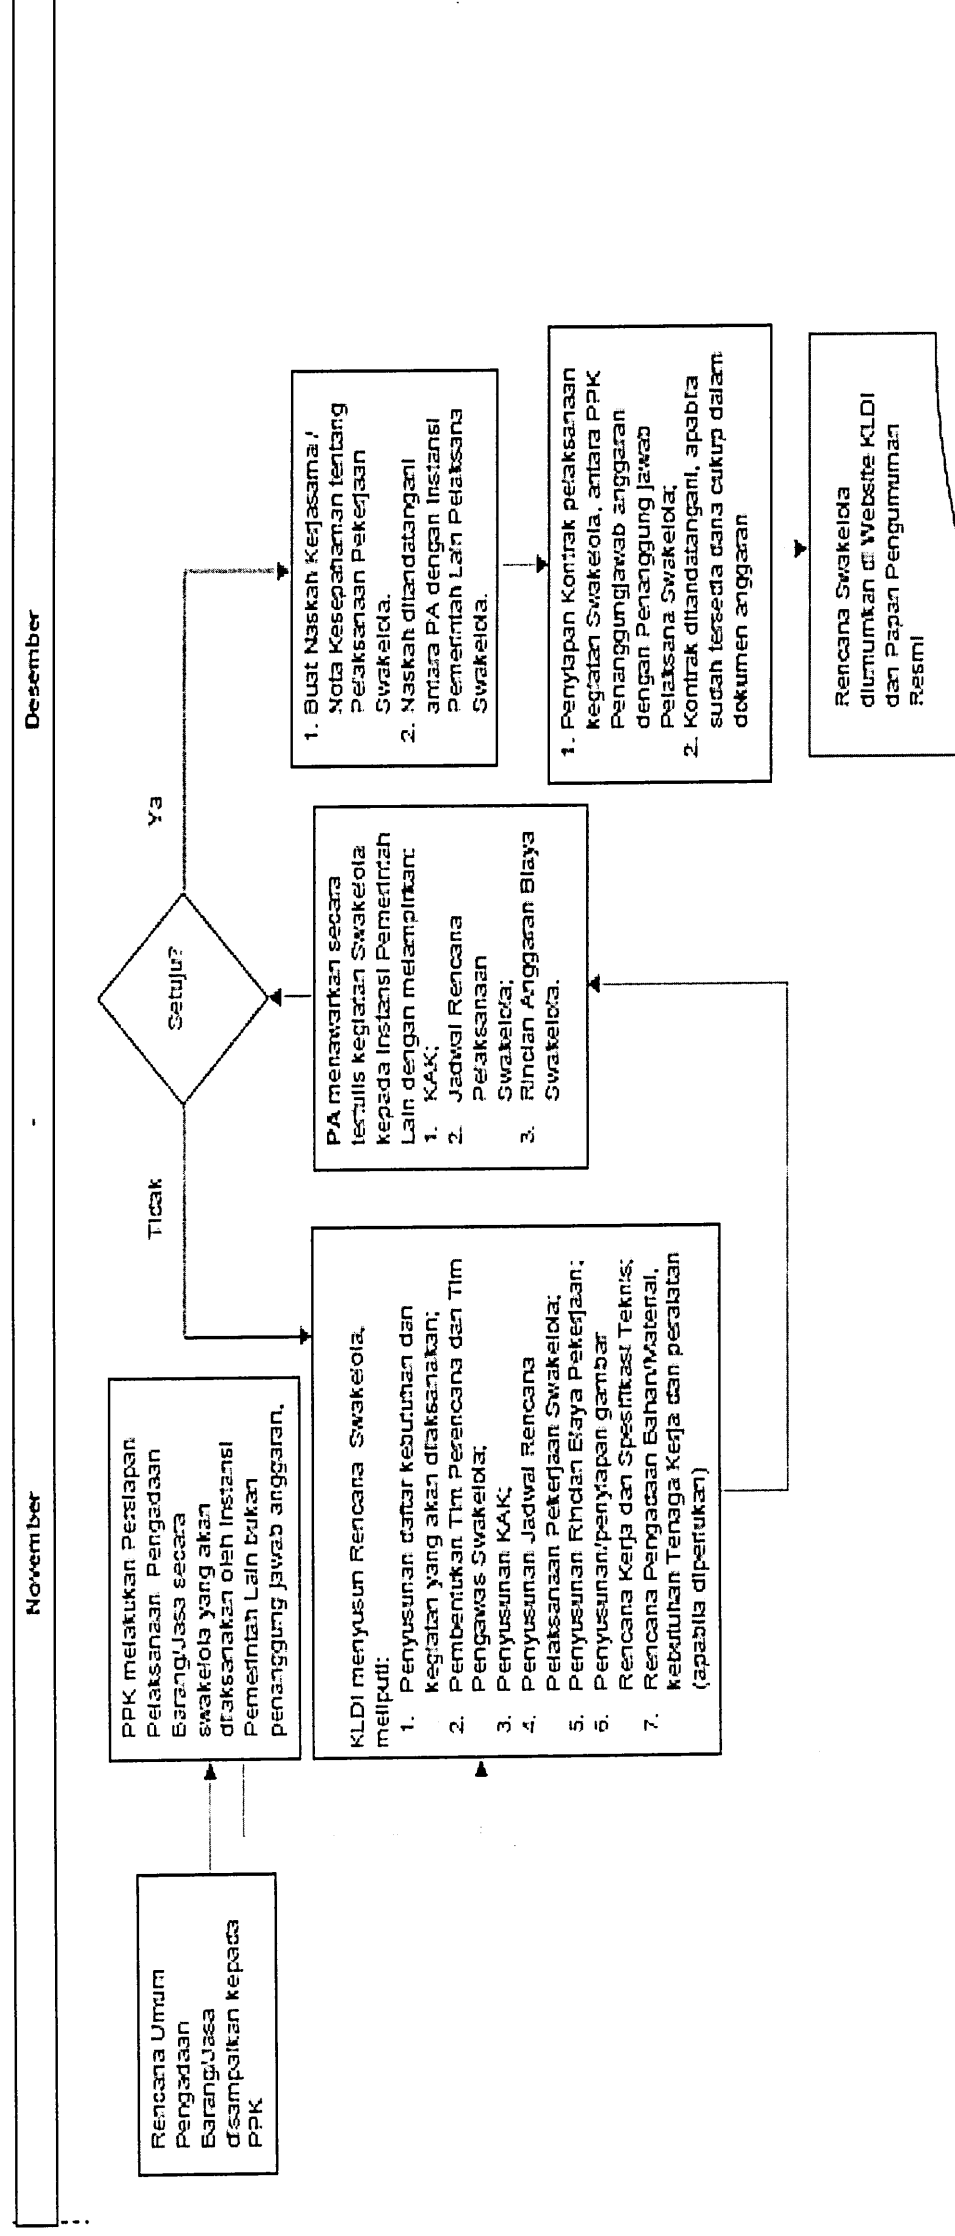 November - Desember
Rencana Umum
Pengadaan
Barang/Jasa
disampaikan kepada
PPK
PPK melakukan Persiapan
Pelaksanaan Pengadaan
Barang/Jasa secara
swakelola yang akan
dilaksanakan oleh Instansi
Pemerintah Lain bukan
penanggung jawab anggaran.
KLDI menyusun Rencana Swakelola,
meliputi:
1. Penyusunan daftar kebutuhan dan
kegiatan yang akan dilaksanakan;
2. Pembentukan Tim Perencana dan Tim
Pengawas Swakelola;
3. Penyusunan KAK;
4. Penyusunan Jadwal Rencana
Pelaksanaan Pekerjaan Swakelola;
5. Penyusunan Rincian Biaya Pekerjaan;
6. Penyusunan/penyiapan gambar
Rencana Kerja dan Spesifikasi Teknis;
7. Rencana Pengadaan Bahan/Material,
kebutuhan Tenaga Kerja dan peralatan
(apabila diperlukan)
Tidak
Setuju?
Ya
PA menawarkan secara
tertulis kegiatan Swakelola
kepada Instansi Pemerintah
Lain dengan melampirkan:
1. KAK;
2. Jadwal Rencana
Pelaksanaan
Swakelola;
3. Rincian Anggaran Biaya
Swakelola.
1. Buat Naskah Kerjasama/
Nota Kesepahaman tentang
Pelaksanaan Pekerjaan
Swakelola.
2. Naskah ditandatangani
antara PA dengan Instansi
Pemerintah Lain Pelaksana
Swakelola.
1. Penyiapan Kontrak pelaksanaan
kegiatan Swakelola, antara PPK
Penanggungjawab anggaran
dengan Penanggung jawab
Pelaksana Swakelola;
2. Kontrak ditandatangani, apabila
sudah tersedia dana cukup dalam
dokumen anggaran
Rencana Swakelola
diumumkan di Website KLDI
dan Papan Pengumuman
Resmi